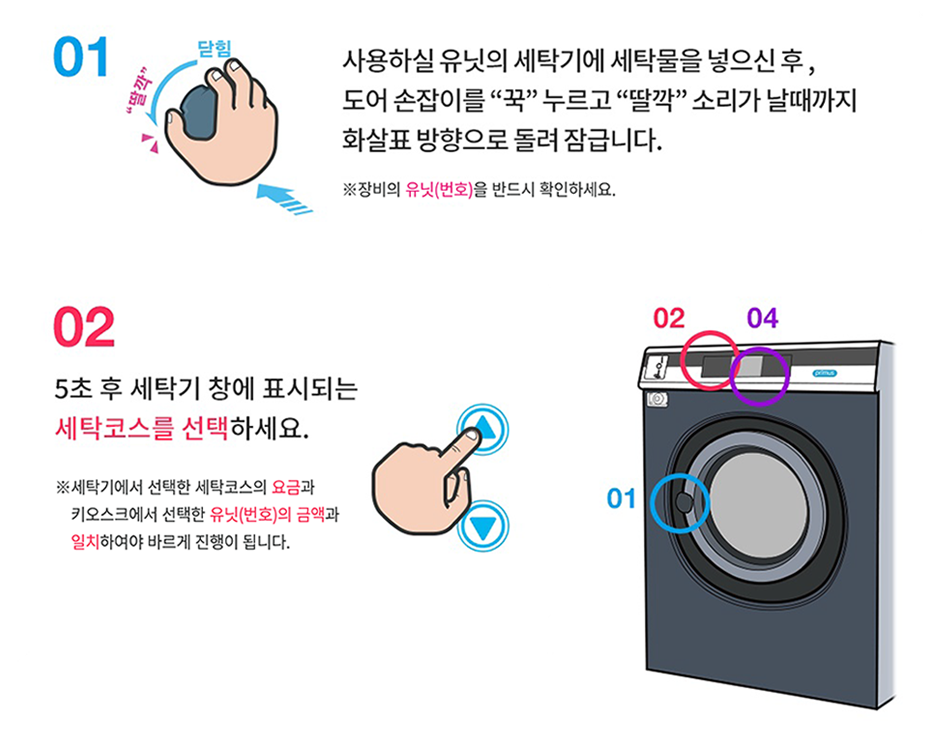 01
닫힘
“딸깍”
사용하실 유닛의 세탁기에 세탁물을 넣으신 후 ,
도어 손잡이를 “꾹” 누르고 “딸깍” 소리가 날때까지
화살표 방향으로 돌려 잠급니다.
※장비의 유닛(번호)을 반드시 확인하세요.
02
5초 후 세탁기 창에 표시되는
세탁코스를 선택하세요.
※세탁기에서 선택한 세탁코스의 요금과
키오스크에서 선택한 유닛(번호)의 금액과
일치하여야 바르게 진행이 됩니다.
02
04
primus
01